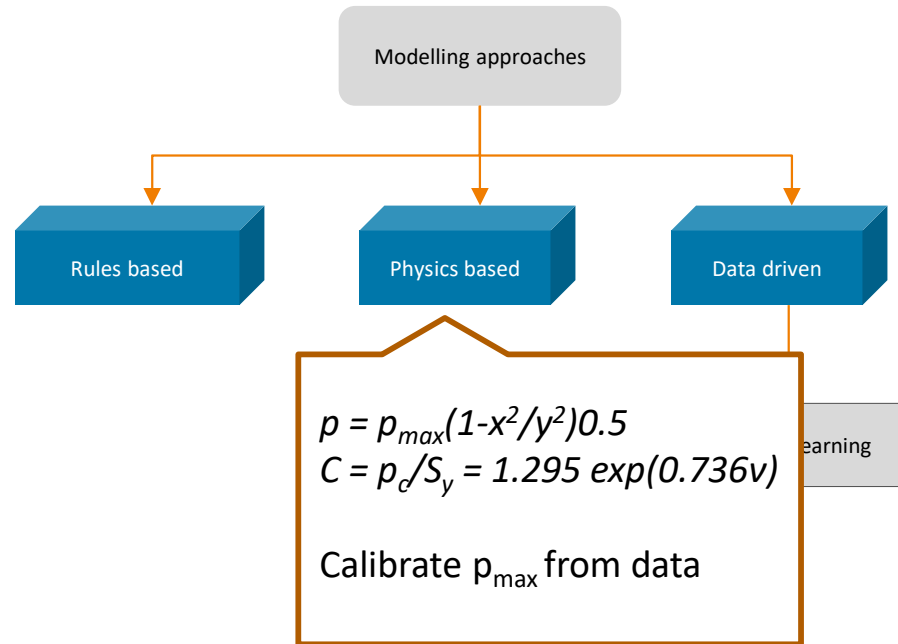 Modelling approaches
Rules based
Physics based
Data driven
p = pmax(1-x²/y²)0.5
C = pc/Sy = 1.295 exp(0.736v)
earning
Calibrate pmax from data